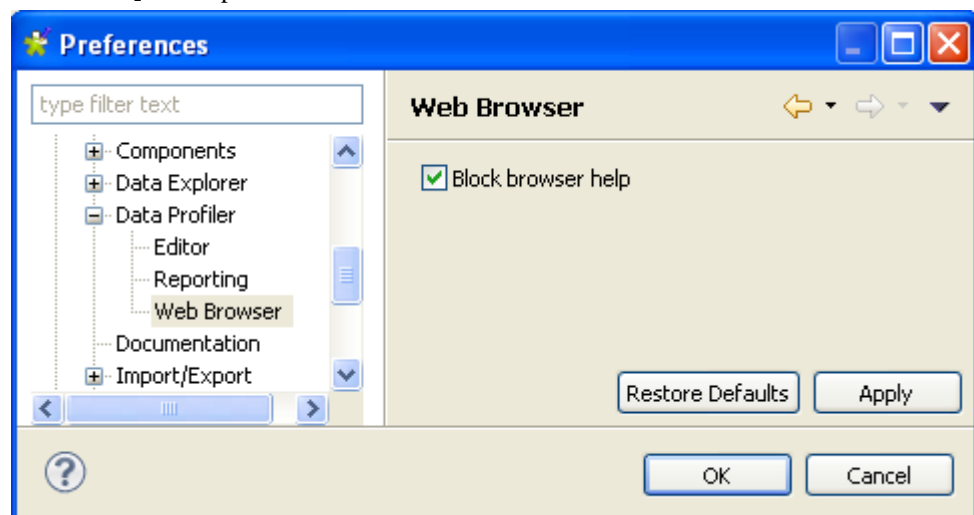 Preferences
type filter text
Components
Data Explorer
Data Profiler
Editor
Reporting
Web Browser
Documentation
Import/Export
Web Browser
Block browser help
Restore Defaults
Apply
?
OK
Cancel